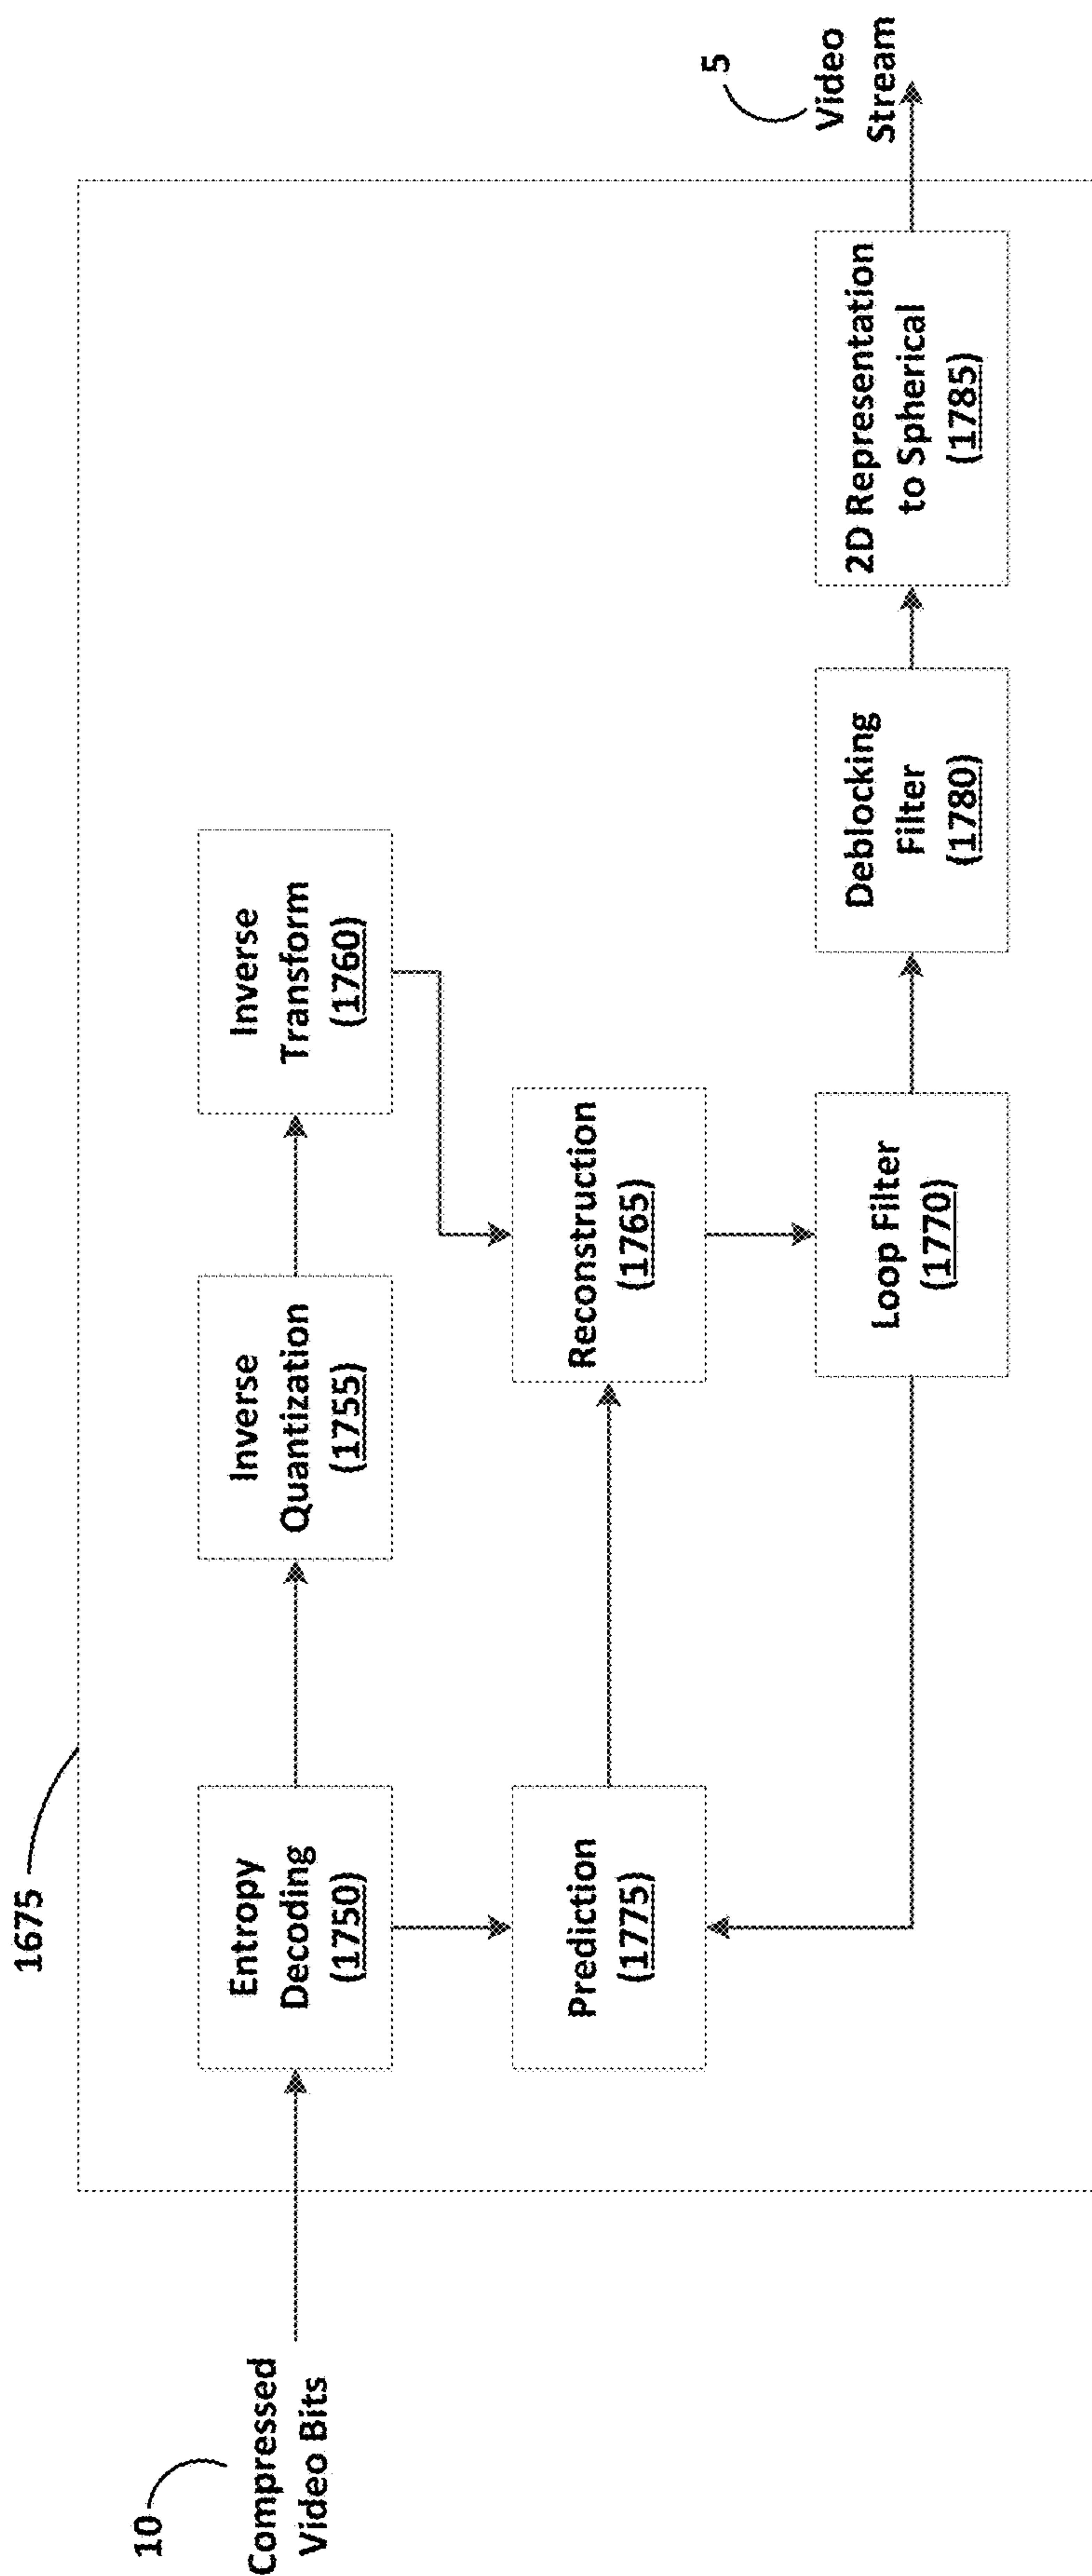 1675
10
Compressed
Video Bits
Entropy
Decoding
(1750)
Inverse
Quantization
(1755)
Inverse
Transform
(1760)
Prediction
(1775)
Reconstruction
(1765)
Loop Filter
(1770)
Deblocking
Filter
(1780)
2D Representation
to Spherical
(1785)
5
Video
Stream